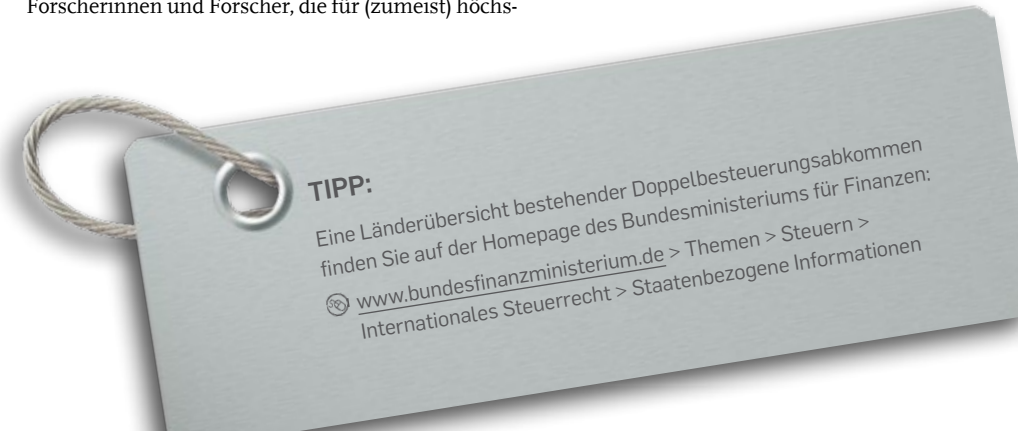 Forscherinnen und Forscher, die für (zumeist) höchs-
TIPP:
Eine Länderübersicht bestehender Doppelbesteuerungsabkommen
finden Sie auf der Homepage des Bundesministeriums für Finanzen:
www.bundesfinanzministerium.de > Themen > Steuern >
Internationales Steuerrecht > Staatenbezogene Informationen